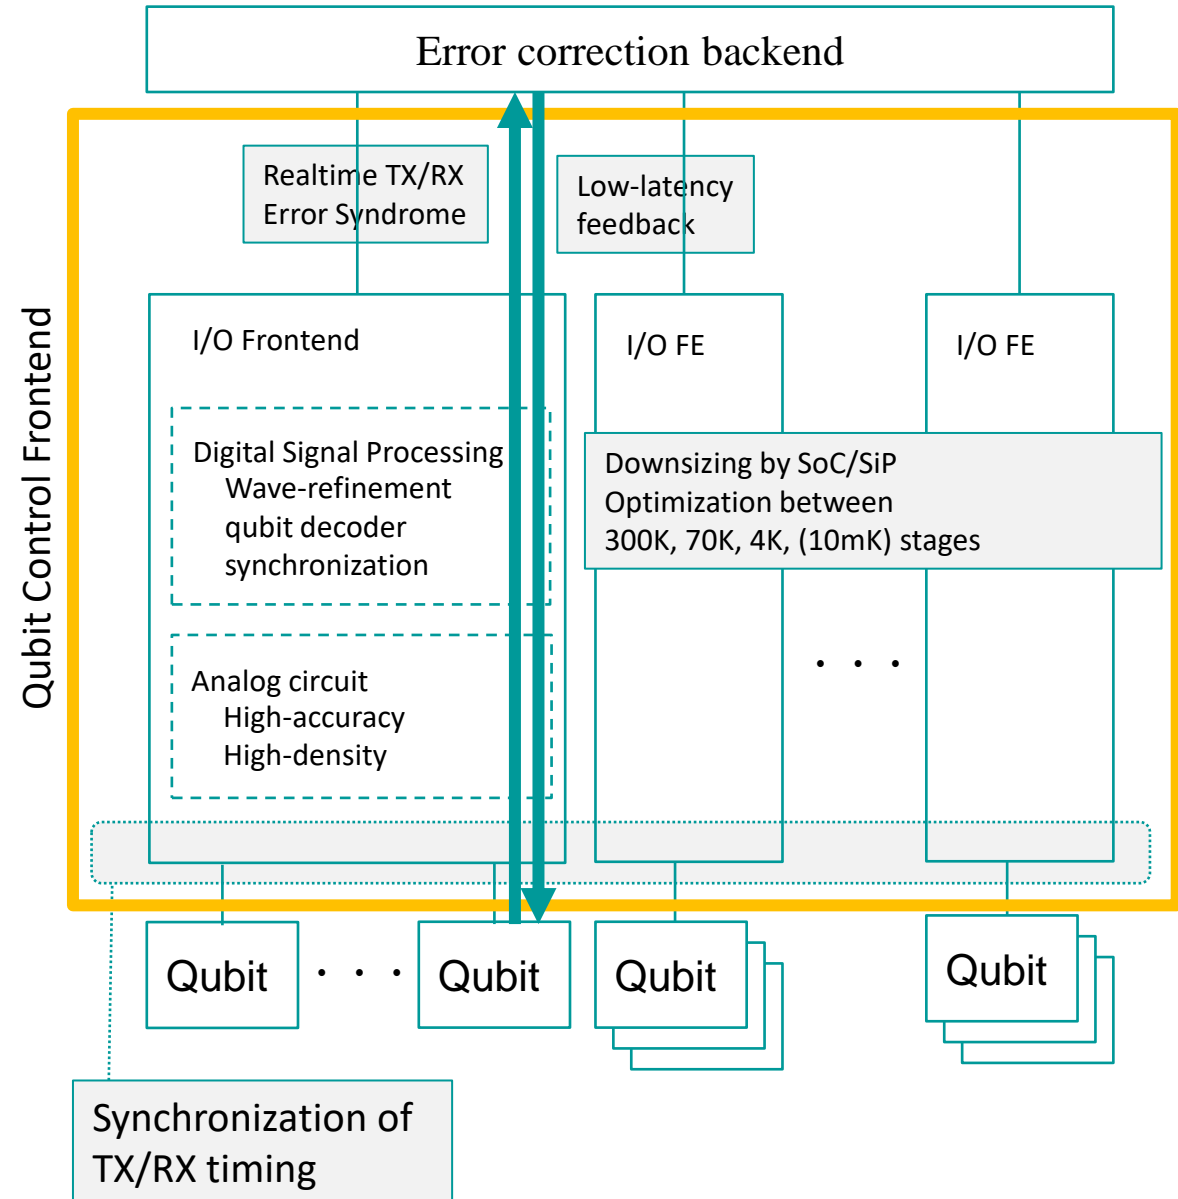 Error correction backend
Qubit Control Frontend
Realtime TX/RX
Error Syndrome
Low-latency
feedback
I/O Frontend
I/O FE
I/O FE
Digital Signal Processing
Wave-refinement
qubit decoder
synchronization
Downsizing by SoC/SiP
Optimization between
300K, 70K, 4K, (10mK) stages
Analog circuit
High-accuracy
High-density
· · ·
Qubit
· · ·
Qubit
Qubit
Qubit
Synchronization of
TX/RX timing